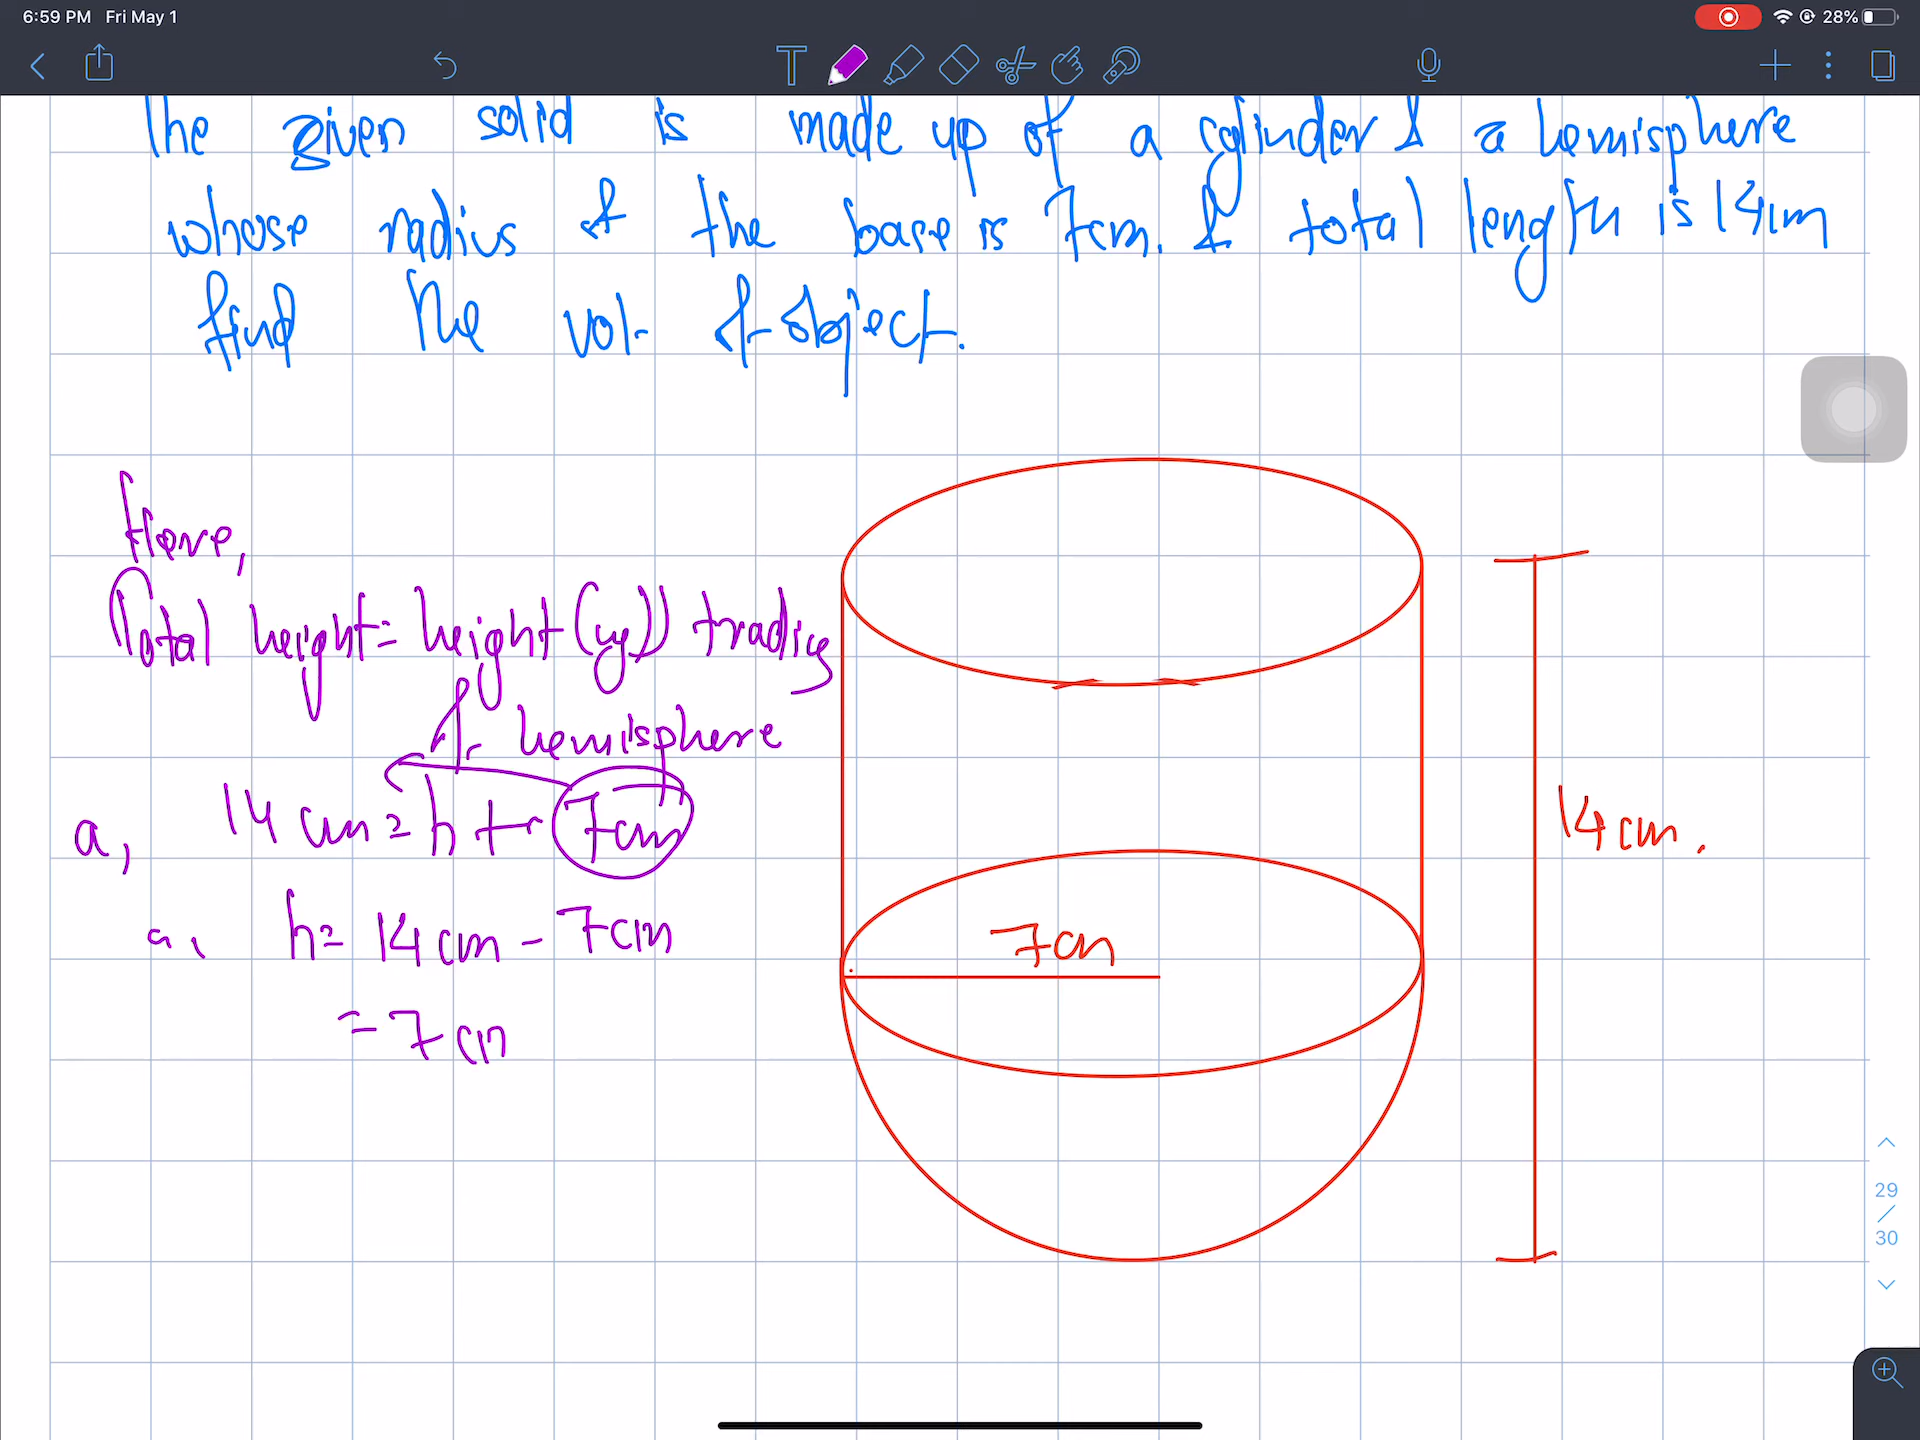 6:59 PM Fri May 1
28%
The given solid is made up of a cylinder & a hemisphere
whose radius of the base is 7cm. & total length is 14cm
find the vol. of object.
Here,
Total height = height (cyl) + radius
of hemisphere
a, 14 cm = h + 7cm
a, h = 14 cm - 7cm
= 7 cm
7cm
14 cm.
29
/
30